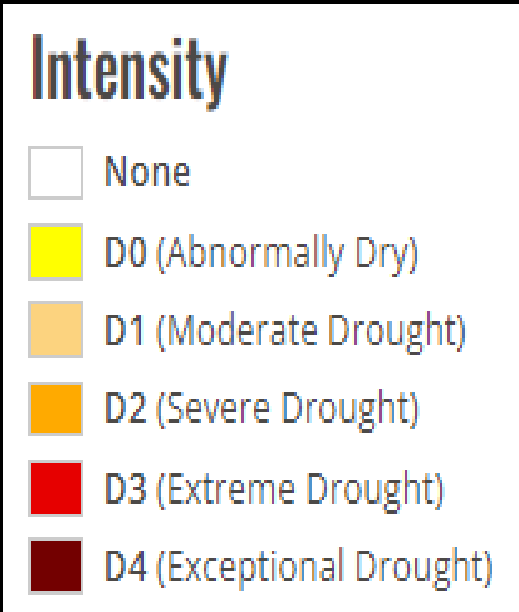 Intensity
None
D0 (Abnormally Dry)
D1 (Moderate Drought)
D2 (Severe Drought)
D3 (Extreme Drought)
D4 (Exceptional Drought)